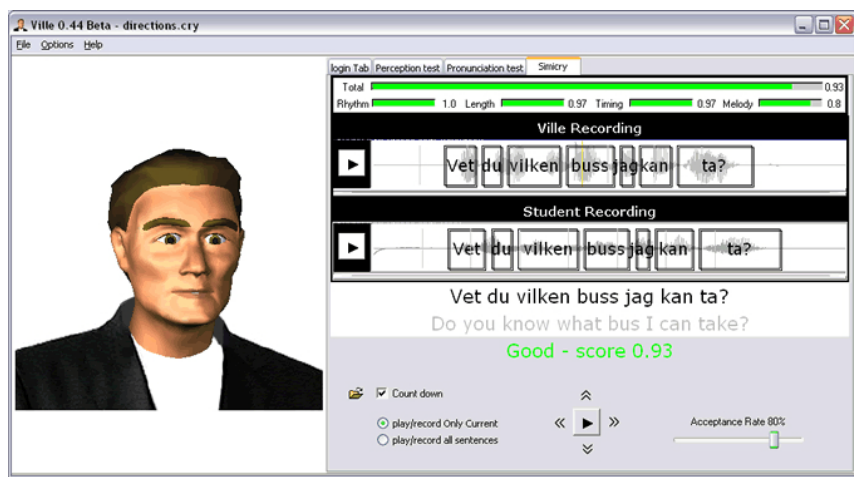 Ville 0.44 Beta - directions.cry
File Options Help
login Tab Perception test Pronunciation test Simicry
Total 0.93
Rhythm 1.0 Length 0.97 Timing 0.97 Melody 0.8
Ville Recording
Vet du vilken buss jag kan ta?
Student Recording
Vet du vilken buss jag kan ta?
Vet du vilken buss jag kan ta?
Do you know what bus I can take?
Good - score 0.93
Count down
play/record Only Current
play/record all sentences
Acceptance Rate 80%